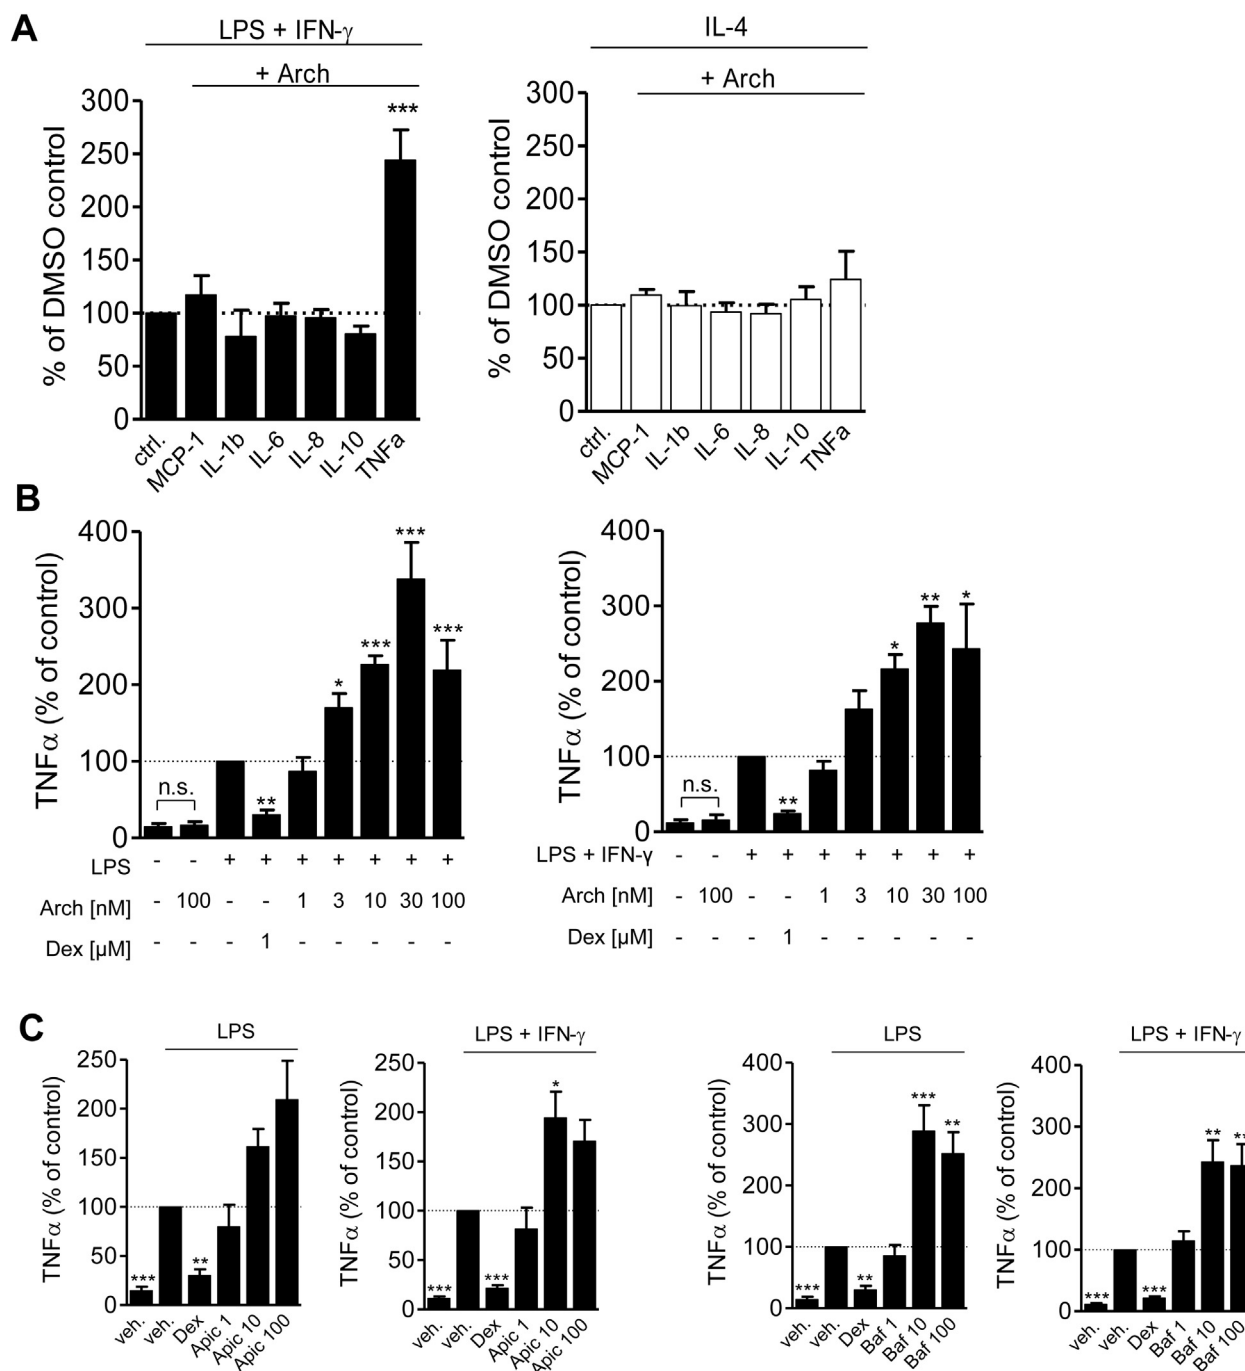 A
LPS + IFN-γ
+ Arch
IL-4
+ Arch
% of DMSO control
300
250
200
150
100
50
0
***
ctrl.
MCP-1
IL-1b
IL-6
IL-8
IL-10
TNFa
% of DMSO control
300
250
200
150
100
50
0
ctrl.
MCP-1
IL-1b
IL-6
IL-8
IL-10
TNFa
B
TNFα (% of control)
400
300
200
100
0
n.s.
**
*
***
***
***
LPS - - + + + + + + +
Arch [nM] - 100 - - 1 3 10 30 100
Dex [µM] - - - 1 - - - - -
TNFα (% of control)
400
300
200
100
0
n.s.
**
*
**
*
LPS + IFN-γ - - + + + + + + +
Arch [nM] - 100 - - 1 3 10 30 100
Dex [µM] - - - 1 - - - - -
C
LPS
TNFα (% of control)
250
200
150
100
50
0
***
**
veh.
veh.
Dex
Apic 1
Apic 10
Apic 100
LPS + IFN-γ
TNFα (% of control)
250
200
150
100
50
0
***
***
*
veh.
veh.
Dex
Apic 1
Apic 10
Apic 100
LPS
TNFα (% of control)
400
300
200
100
0
***
**
***
**
veh.
veh.
Dex
Baf 1
Baf 10
Baf 100
LPS + IFN-γ
TNFα (% of control)
400
300
200
100
0
***
***
**
**
veh.
veh.
Dex
Baf 1
Baf 10
Baf 100